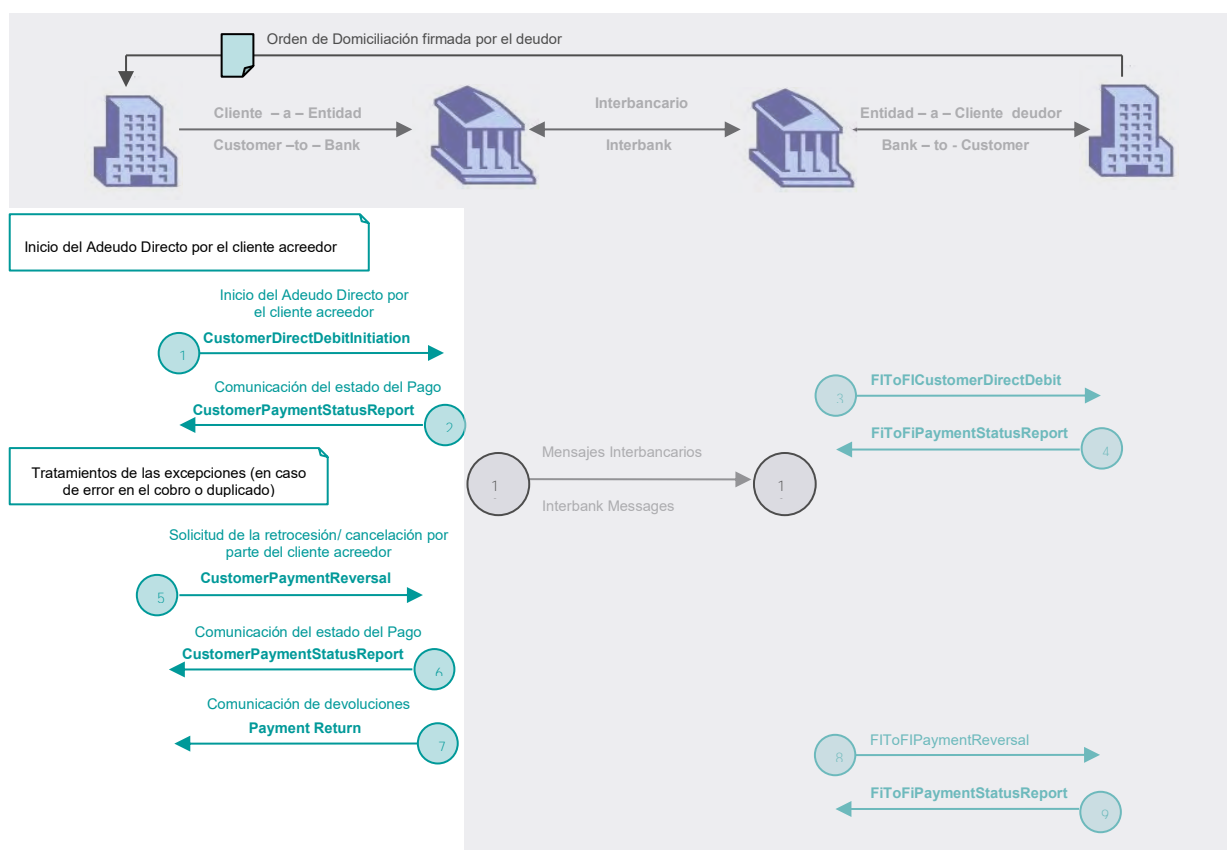 Orden de Domiciliación firmada por el deudor
Cliente – a – Entidad
Customer –to – Bank
Interbancario
Interbank
Entidad – a – Cliente deudor
Bank – to - Customer
Inicio del Adeudo Directo por el cliente acreedor
Inicio del Adeudo Directo por
el cliente acreedor
CustomerDirectDebitInitiation
1
Comunicación del estado del Pago
CustomerPaymentStatusReport
2
FIToFICustomerDirectDebit
3
FiToFiPaymentStatusReport
4
Tratamientos de las excepciones (en caso
de error en el cobro o duplicado)
Mensajes Interbancarios
1
1
Interbank Messages
Solicitud de la retrocesión/ cancelación por
parte del cliente acreedor
CustomerPaymentReversal
5
Comunicación del estado del Pago
CustomerPaymentStatusReport
6
Comunicación de devoluciones
Payment Return
7
FIToFIPaymentReversal
8
FiToFiPaymentStatusReport
9